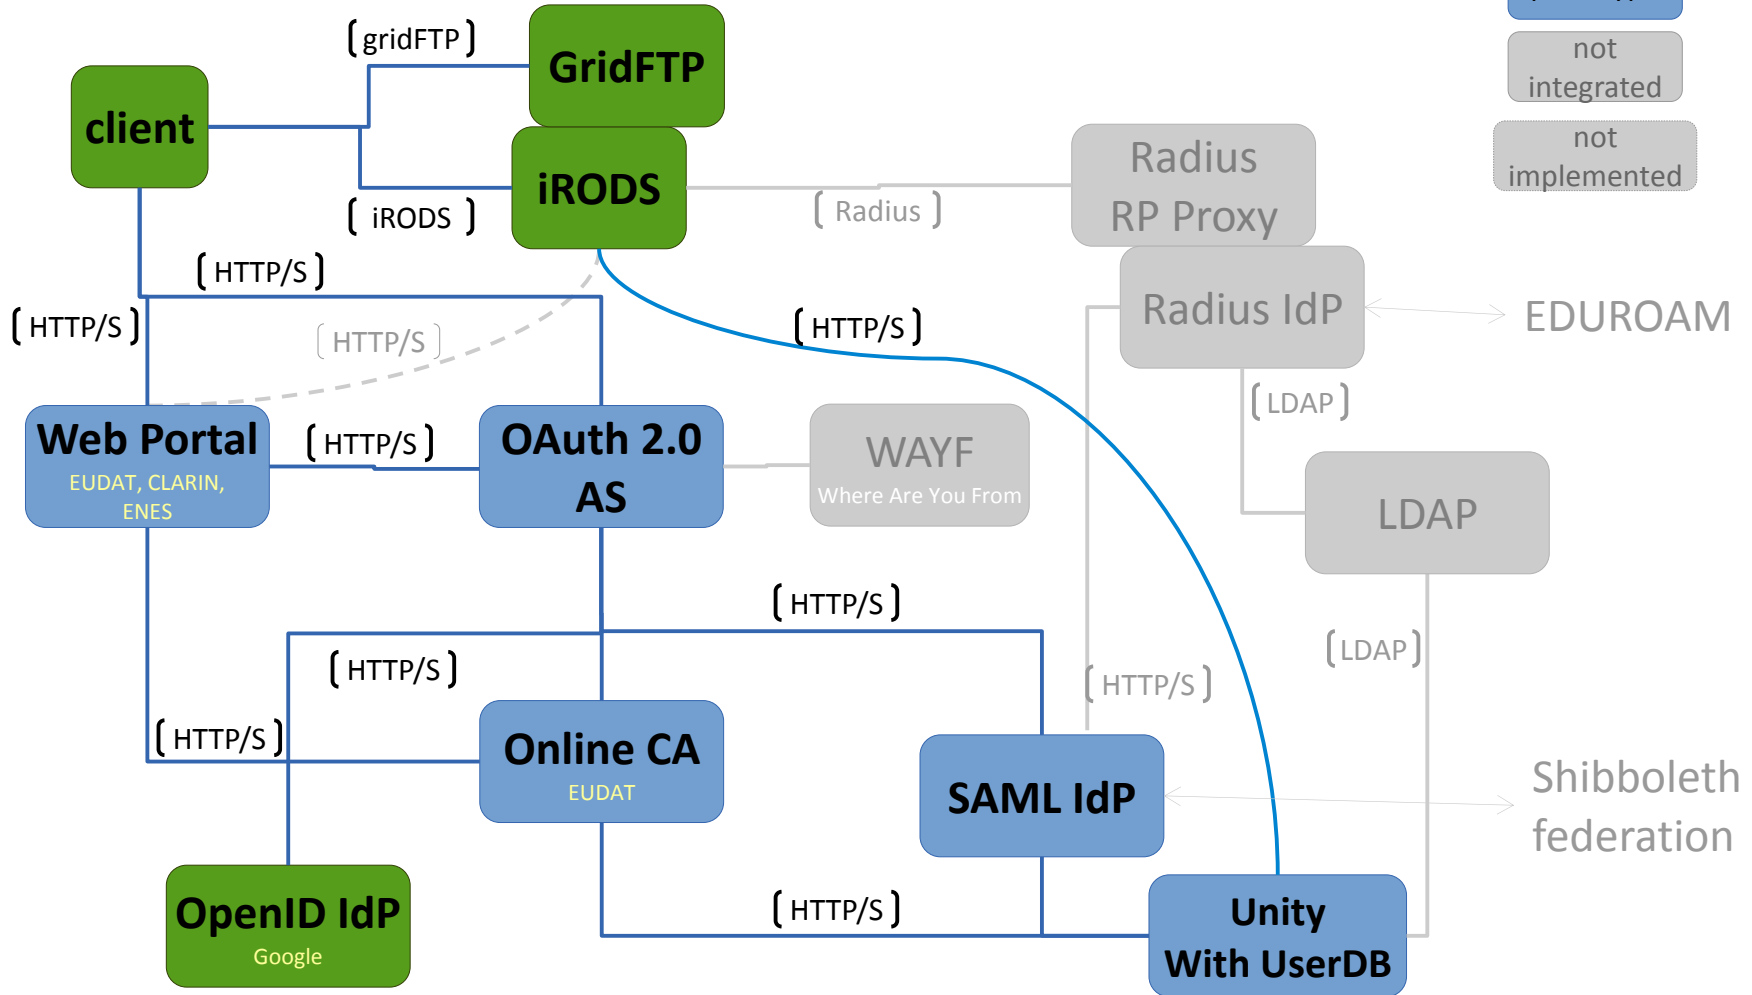 ( gridFTP )
GridFTP
not
integrated
client
not
implemented
Radius
RP Proxy
iRODS
( iRODS )
( Radius )
( HTTP/S )
Radius IdP
EDUROAM
( HTTP/S )
( HTTP/S )
( HTTP/S )
( LDAP )
Web Portal
EUDAT, CLARIN,
ENES
( HTTP/S )
OAuth 2.0
AS
WAYF
Where Are You From
LDAP
( HTTP/S )
( LDAP )
( HTTP/S )
( HTTP/S )
( HTTP/S )
Online CA
EUDAT
SAML IdP
Shibboleth
federation
OpenID IdP
Google
( HTTP/S )
Unity
With UserDB